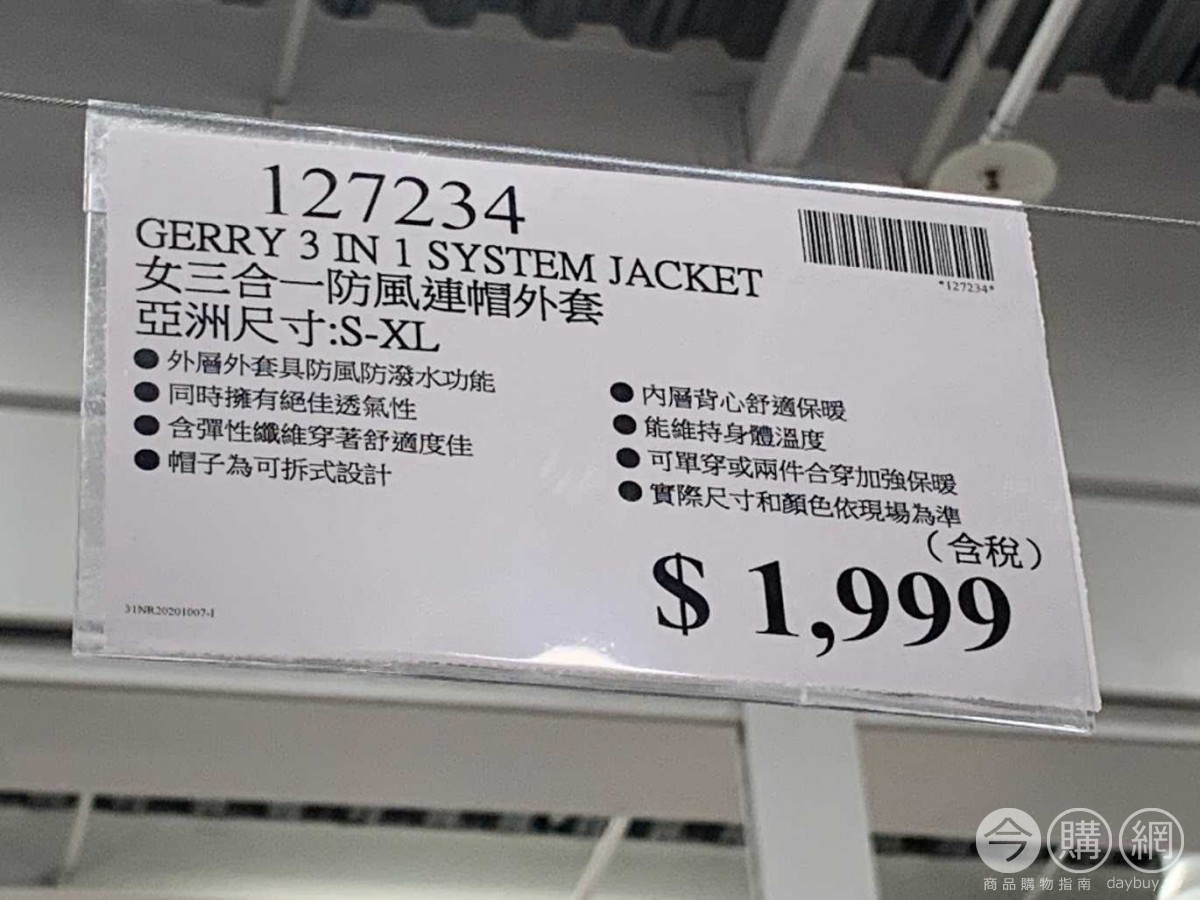 127234
GERRY 3 IN 1 SYSTEM JACKET
女三合一防風連帽外套
亞洲尺寸:S-XL
*127234*
● 外層外套具防風防潑水功能
● 同時擁有絕佳透氣性
● 含彈性纖維穿著舒適度佳
● 帽子為可拆式設計
● 內層背心舒適保暖
● 能維持身體溫度
● 可單穿或兩件合穿加強保暖
● 實際尺寸和顏色依現場為準
(含稅)
$ 1,999
31NR20201007-1
今購網
商品購物指南 daybuy